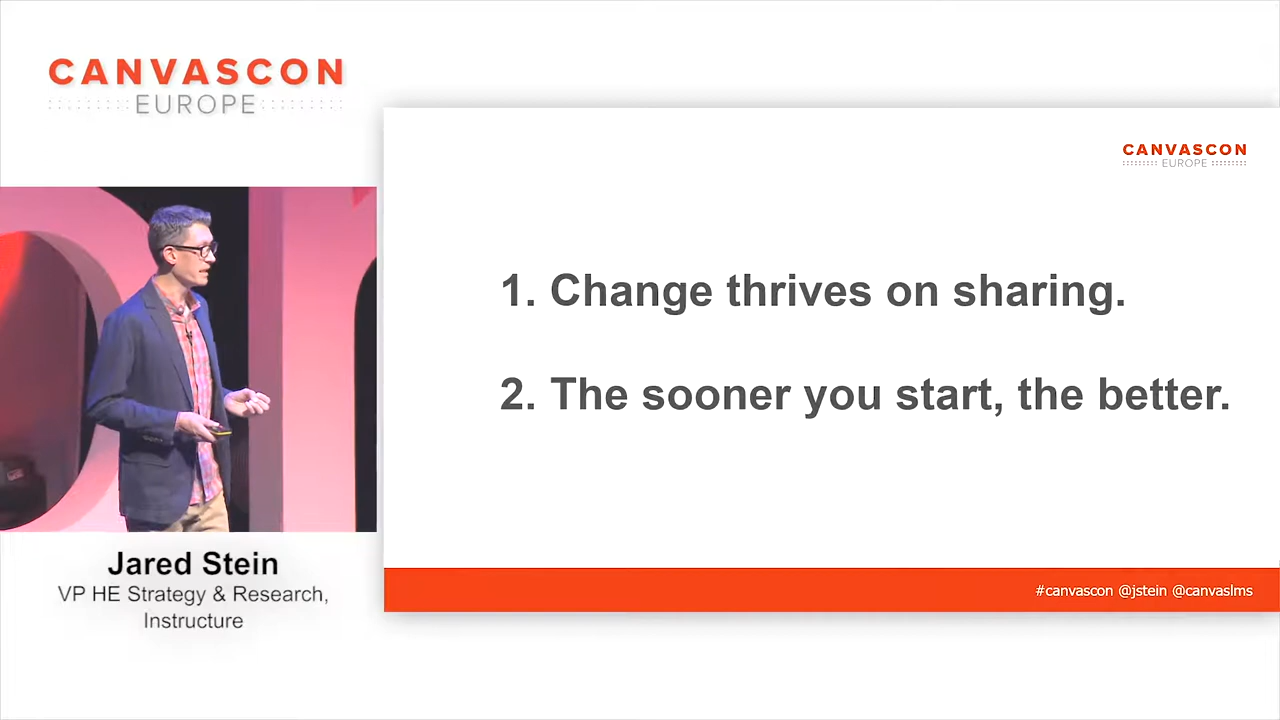 CANVASCON
EUROPE
CANVASCON
EUROPE
1. Change thrives on sharing.
2. The sooner you start, the better.
Jared Stein
VP HE Strategy & Research,
Instructure
#canvascon @jstein @canvaslms